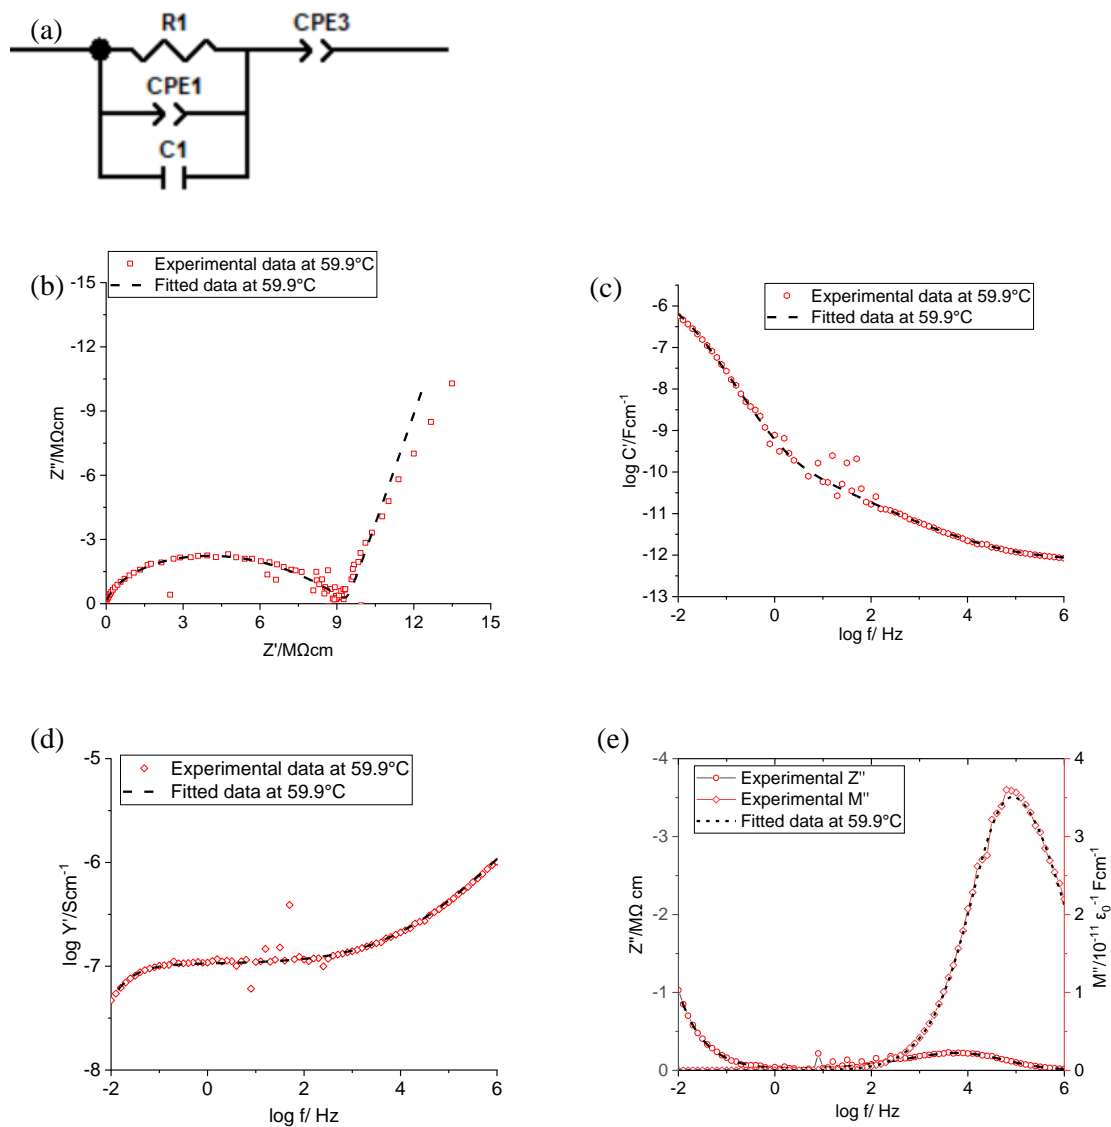 (a)
R1
CPE3
CPE1
C1
(b)
Experimental data at 59.9°C
Fitted data at 59.9°C
-15
-12
-9
-6
-3
0
Z''/MΩcm
0
3
6
9
12
15
Z'/MΩcm
(c)
Experimental data at 59.9°C
Fitted data at 59.9°C
-6
-7
-8
-9
-10
-11
-12
-13
log C'/Fcm-1
-2
0
2
4
6
log f/ Hz
(d)
Experimental data at 59.9°C
Fitted data at 59.9°C
-5
-6
-7
-8
log Y'/Scm-1
-2
0
2
4
6
log f/ Hz
(e)
Experimental Z''
Experimental M''
Fitted data at 59.9°C
-4
-3
-2
-1
0
Z''/MΩ cm
4
3
2
1
0
M''/10-11 ε0-1 Fcm-1
-2
0
2
4
6
log f/ Hz